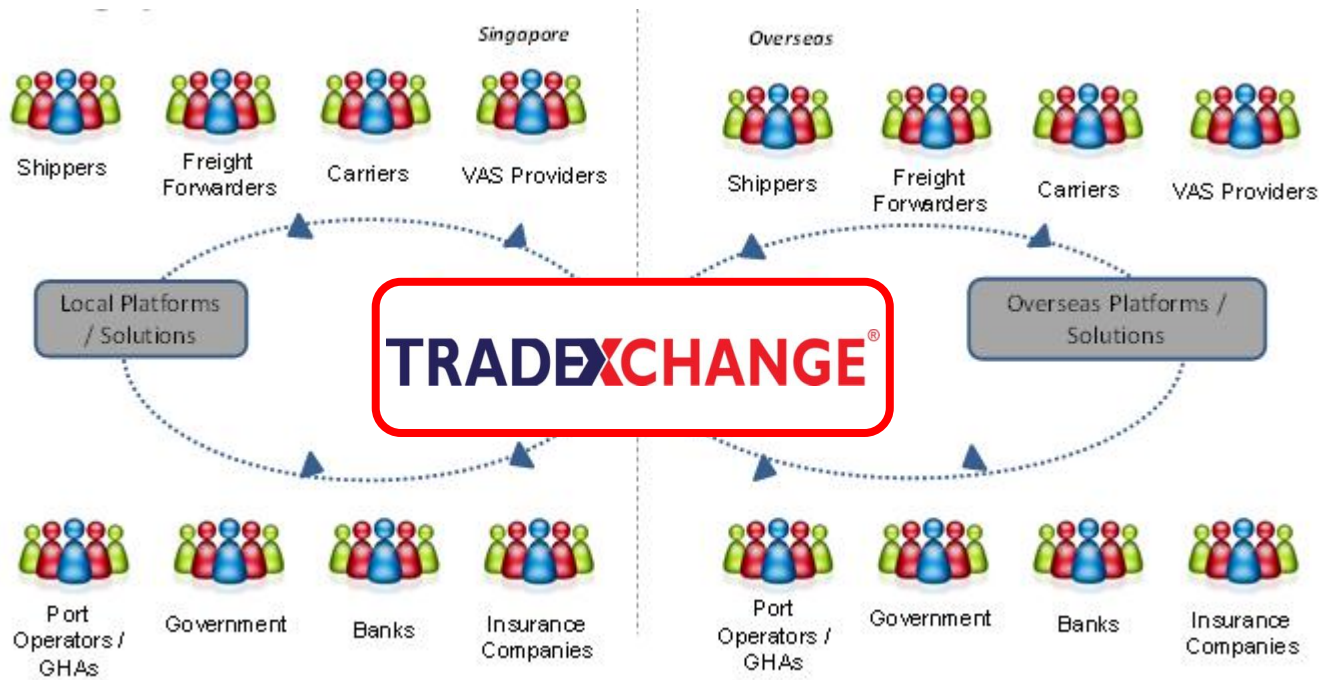 Singapore
Overseas
Shippers
Freight
Forwarders
Carriers
VAS Providers
Shippers
Freight
Forwarders
Carriers
VAS Providers
Local Platforms
/ Solutions
TRADEXCHANGE®
Overseas Platforms /
Solutions
Port
Operators /
GHAs
Government
Banks
Insurance
Companies
Port
Operators /
GHAs
Government
Banks
Insurance
Companies